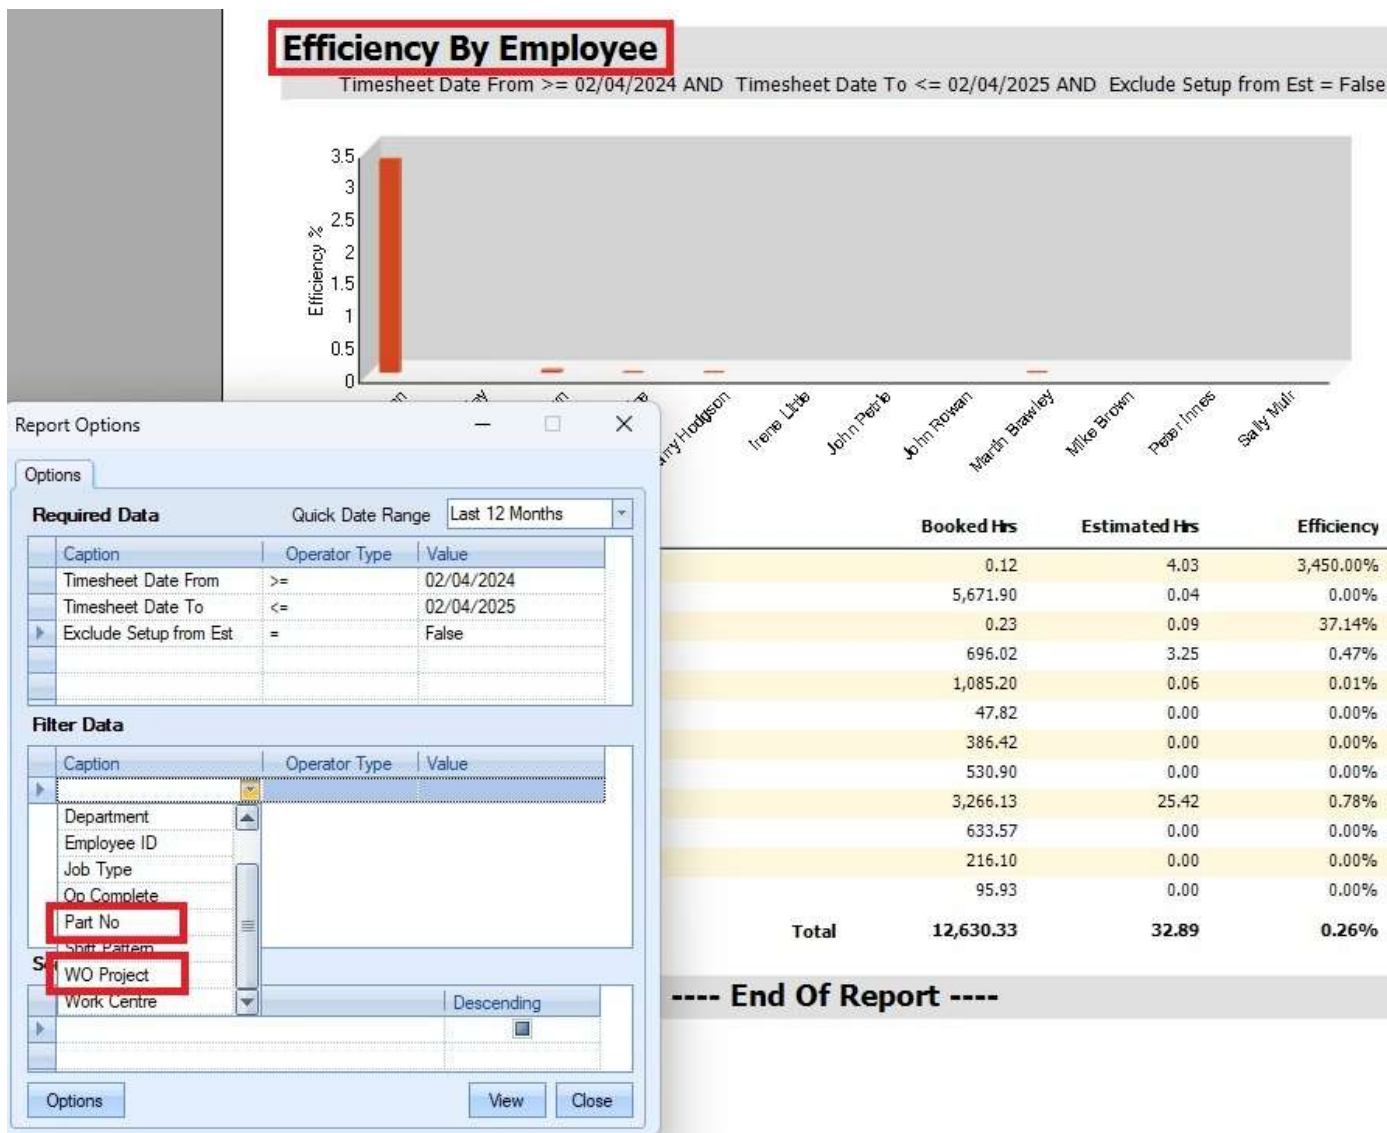 Efficiency By Employee
Timesheet Date From >= 02/04/2024 AND Timesheet Date To <= 02/04/2025 AND Exclude Setup from Est = False
3.5
3
2.5
2
1.5
1
0.5
0
Efficiency %
Irene Little
John Petrie
John Rowan
Martin Brawley
Mike Brown
Peter Innes
Sally Muir
Report Options
Options
Required Data Quick Date Range Last 12 Months
Caption Operator Type Value
Timesheet Date From >= 02/04/2024
Timesheet Date To <= 02/04/2025
Exclude Setup from Est = False
Filter Data
Caption Operator Type Value
Department
Employee ID
Job Type
Op Complete
Part No
Shift Pattern
WO Project
Work Centre
Descending
Options View Close
Booked Hrs Estimated Hrs Efficiency
0.12 4.03 3,450.00%
5,671.90 0.04 0.00%
0.23 0.09 37.14%
696.02 3.25 0.47%
1,085.20 0.06 0.01%
47.82 0.00 0.00%
386.42 0.00 0.00%
530.90 0.00 0.00%
3,266.13 25.42 0.78%
633.57 0.00 0.00%
216.10 0.00 0.00%
95.93 0.00 0.00%
Total 12,630.33 32.89 0.26%
---- End Of Report ----